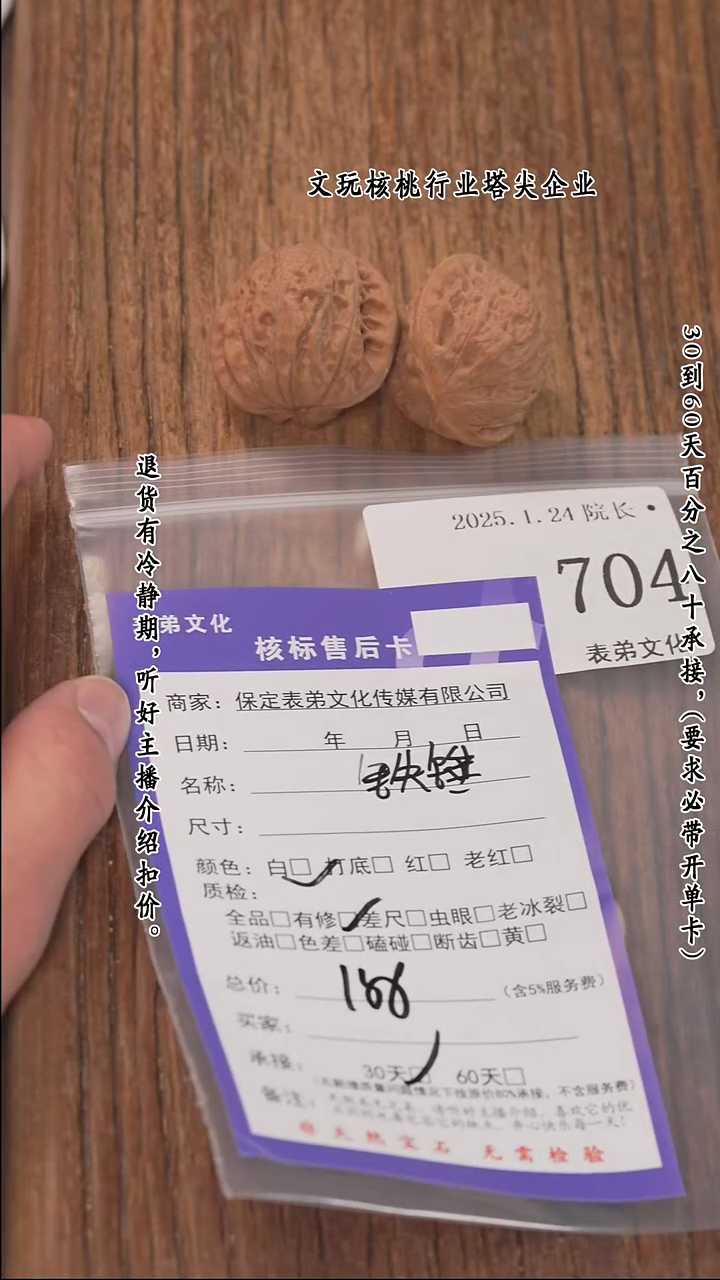 文玩核桃行业塔尖企业
30到60天百分之八十承接，（要求必带开单卡）
退货有冷静期，听好主播介绍扣价。
2025.1.24 院长
704
表弟文化
表弟文化
核标售后卡
商家：保定表弟文化传媒有限公司
日期： 年 月 日
名称：铁锤
尺寸：
颜色：白□ 打底□ 红□ 老红□
质检：
全品□有修□差尺□虫眼□老冰裂□
返油□色差□磕碰□断齿□黄□
总价： （含5%服务费）
买家：
承接： 30天□ 60天□
备注：
天然宝石 无需检验